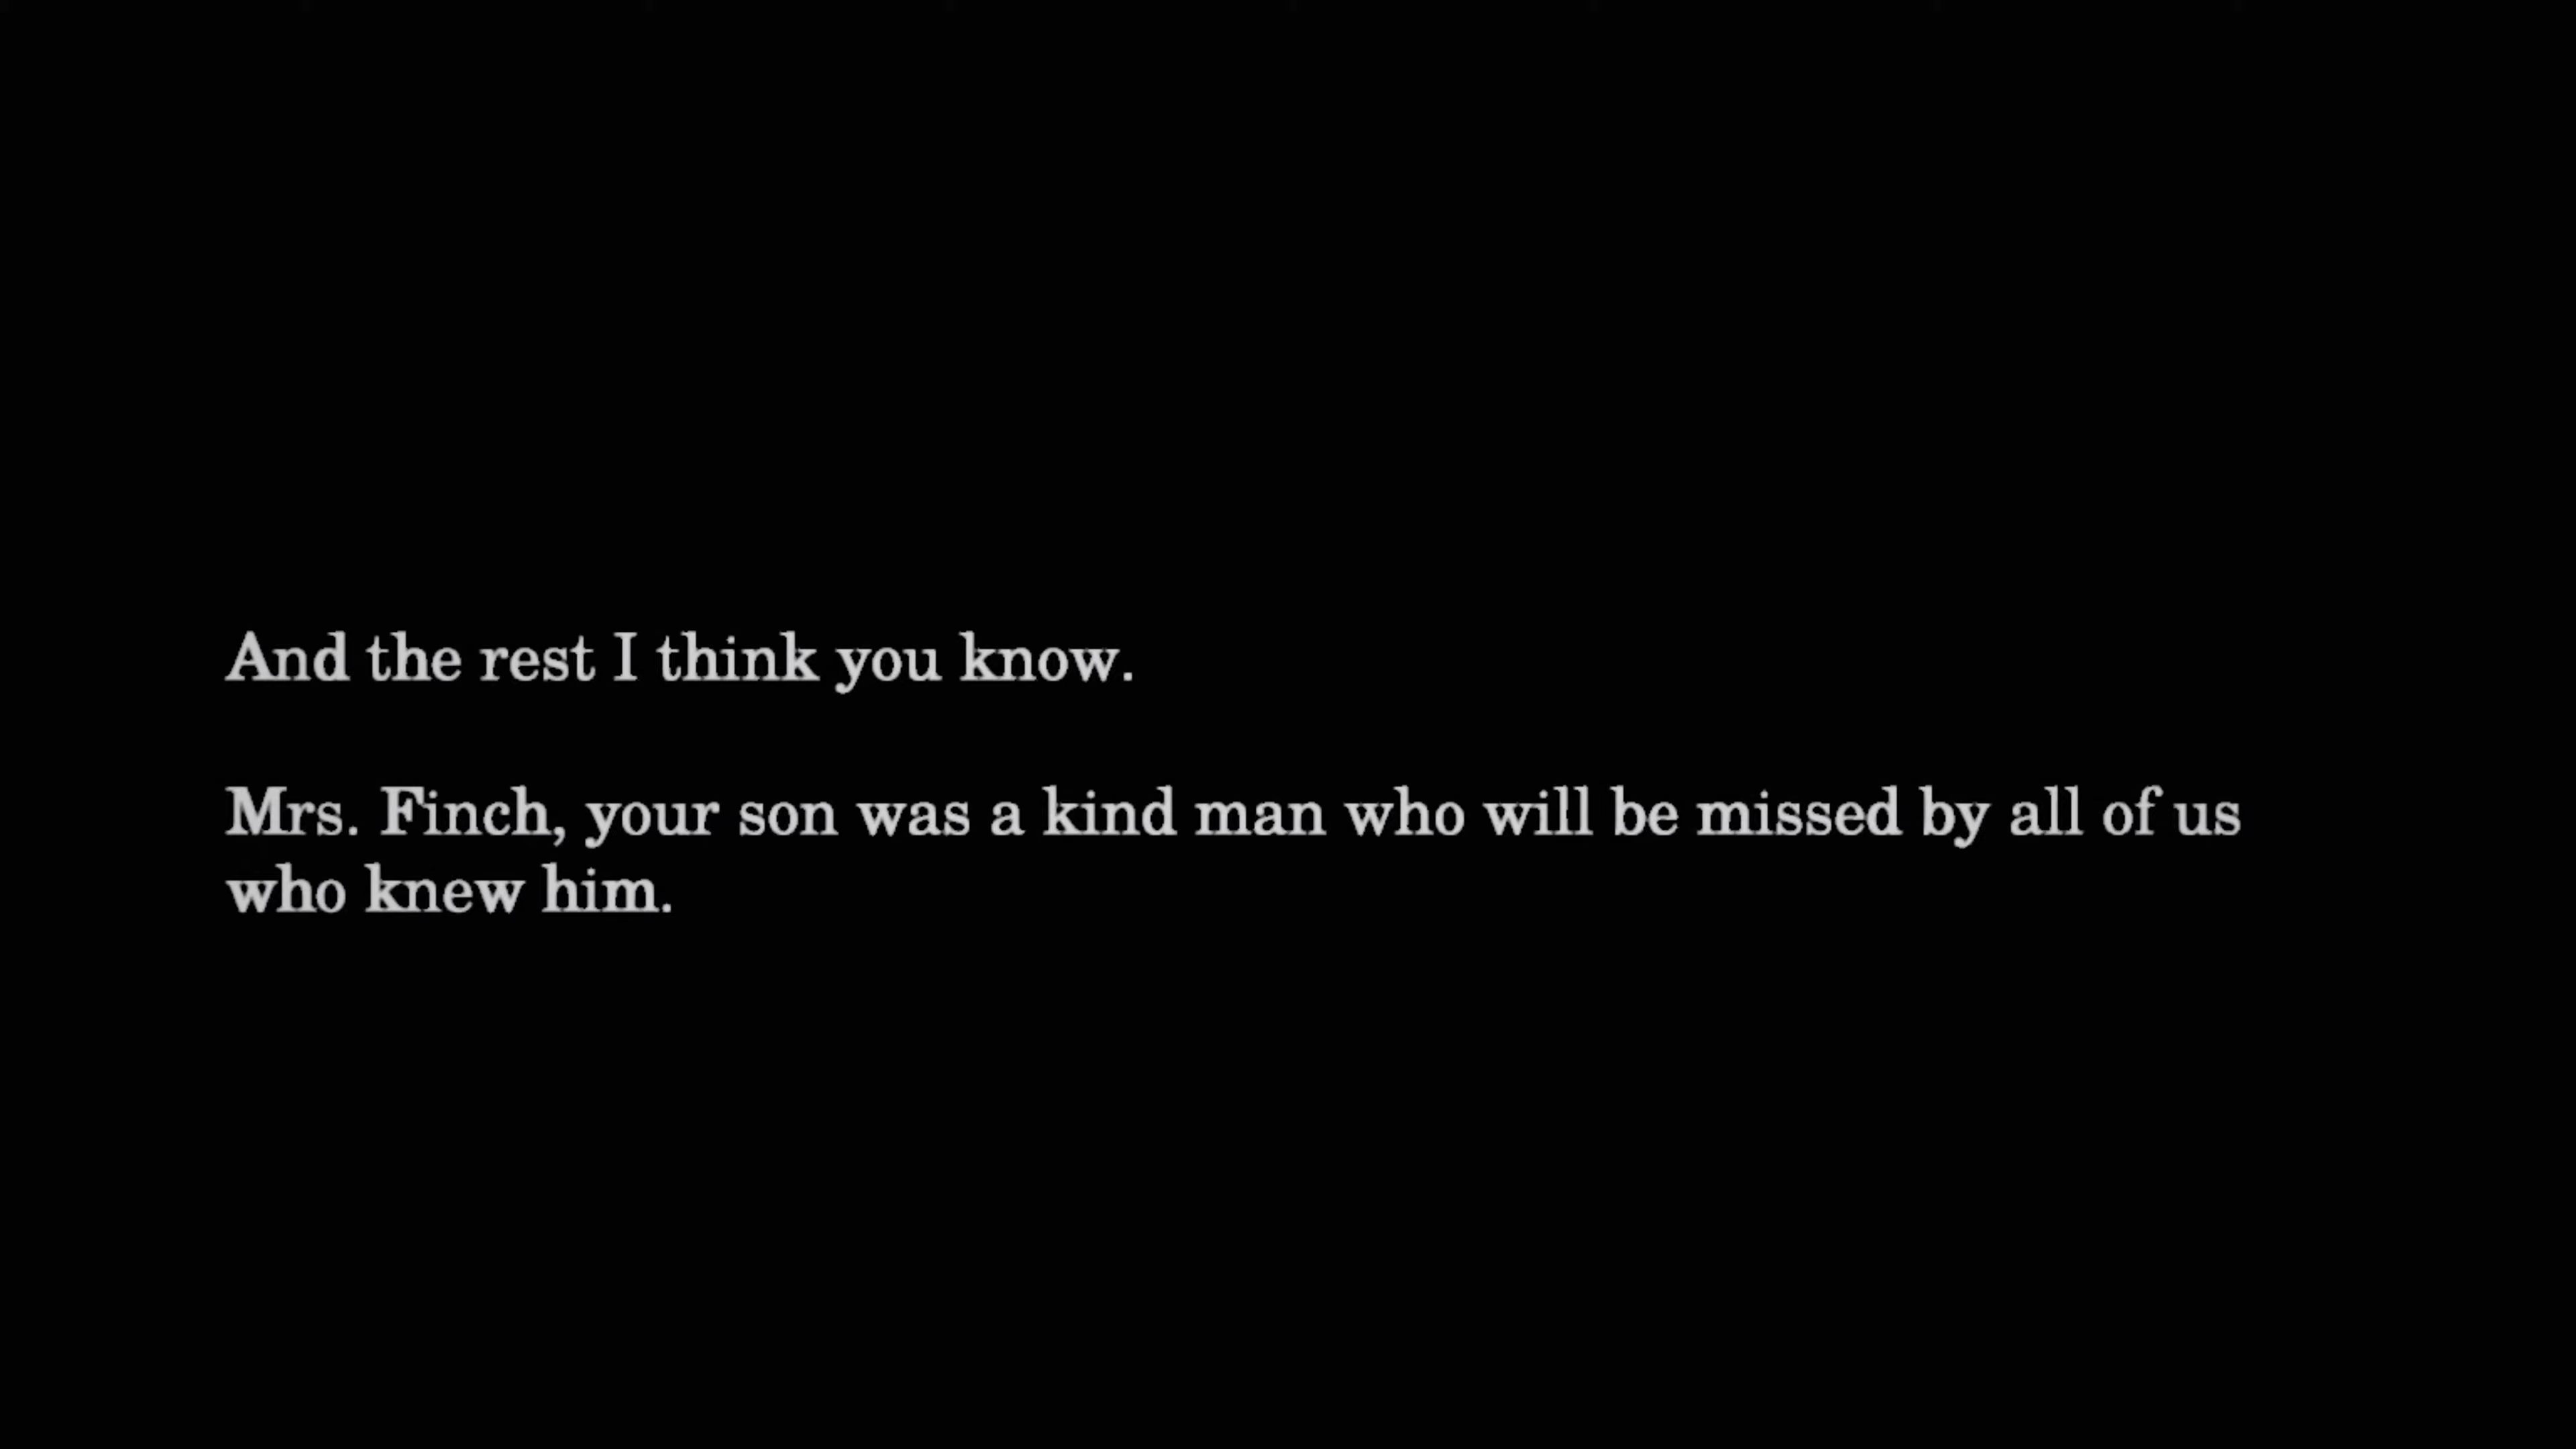 And the rest I think you know.
Mrs. Finch, your son was a kind man who will be missed by all of us
who knew him.